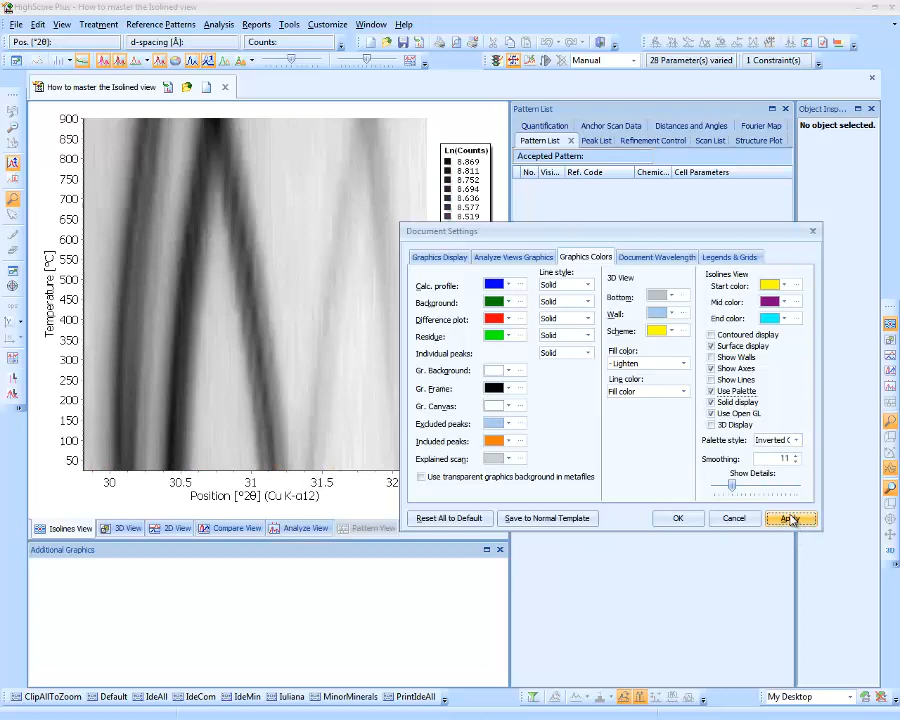 HighScore Plus - How to master the Isolined view
File Edit View Treatment Reference Patterns Analysis Reports Tools Customize Window Help
Pos. [°2θ]: d-spacing [Å]: Counts:
Manual 28 Parameter(s) varied 1 Constraint(s)
How to master the Isolined view
Pattern List
Object Insp...
Quantification Anchor Scan Data Distances and Angles Fourier Map
No object selected.
Pattern List Peak List Refinement Control Scan List Structure Plot
Accepted Pattern:
No. Visi... Ref. Code Chemic... Cell Parameters
900
850
800
750
700
650
600
550
500
450
400
350
300
250
200
150
100
50
Temperature [°C]
30 30.5 31 31.5 32
Position [°2θ] (Cu K-a12)
Ln(Counts)
8.869
8.811
8.752
8.694
8.636
8.577
8.519
Document Settings
Graphics Display Analyze Views Graphics Graphics Colors Document Wavelength Legends & Grids
Line style:
Calc. profile: Solid
Background: Solid
Difference plot: Solid
Residue: Solid
Individual peaks: Solid
Gr. Background:
Gr. Frame:
Gr. Canvas:
Excluded peaks:
Included peaks:
Explained scan:
Use transparent graphics background in metafiles
3D View
Bottom:
Wall:
Scheme:
Fill color:
- Lighten
Line color:
Fill color
Isolines View
Start color:
Mid color:
End color:
Contoured display
Surface display
Show Walls
Show Axes
Show Lines
Use Palette
Solid display
Use Open GL
3D Display
Palette style: Inverted
Smoothing: 11
Show Details:
Reset All to Default Save to Normal Template OK Cancel Apply
Isolines View 3D View 2D View Compare View Analyze View Pattern View
Additional Graphics
ClipAllToZoom Default IdeAll IdeCom IdeMin Iuliana MinorMinerals PrintIdeAll My Desktop